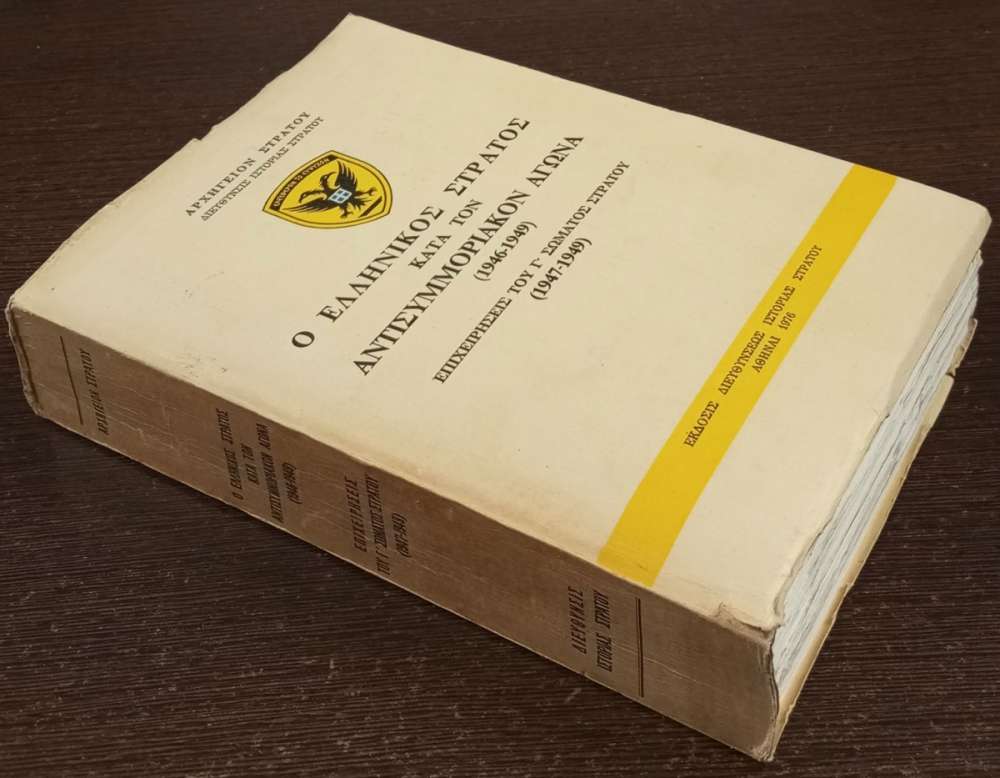 ΑΡΧΗΓΕΙΟΝ ΣΤΡΑΤΟΥ
ΔΙΕΥΘΥΝΣΙΣ ΙΣΤΟΡΙΑΣ ΣΤΡΑΤΟΥ
Ο ΕΛΛΗΝΙΚΟΣ ΣΤΡΑΤΟΣ
ΚΑΤΑ ΤΟΝ
ΑΝΤΙΣΥΜΜΟΡΙΑΚΟΝ ΑΓΩΝΑ
(1946-1949)
ΕΠΙΧΕΙΡΗΣΕΙΣ ΤΟΥ Γ΄ ΣΩΜΑΤΟΣ ΣΤΡΑΤΟΥ
(1947-1949)
ΕΚΔΟΣΙΣ ΔΙΕΥΘΥΝΣΕΩΣ ΙΣΤΟΡΙΑΣ ΣΤΡΑΤΟΥ
ΑΘΗΝΑΙ 1976
ΑΡΧΗΓΕΙΟΝ ΣΤΡΑΤΟΥ
Ο ΕΛΛΗΝΙΚΟΣ ΣΤΡΑΤΟΣ
ΚΑΤΑ ΤΟΝ
ΑΝΤΙΣΥΜΜΟΡΙΑΚΟΝ ΑΓΩΝΑ
(1946-1949)
ΕΠΙΧΕΙΡΗΣΕΙΣ
ΤΟΥ Γ΄ ΣΩΜΑΤΟΣ ΣΤΡΑΤΟΥ
(1947-1949)
ΔΙΕΥΘΥΝΣΙΣ
ΙΣΤΟΡΙΑΣ ΣΤΡΑΤΟΥ